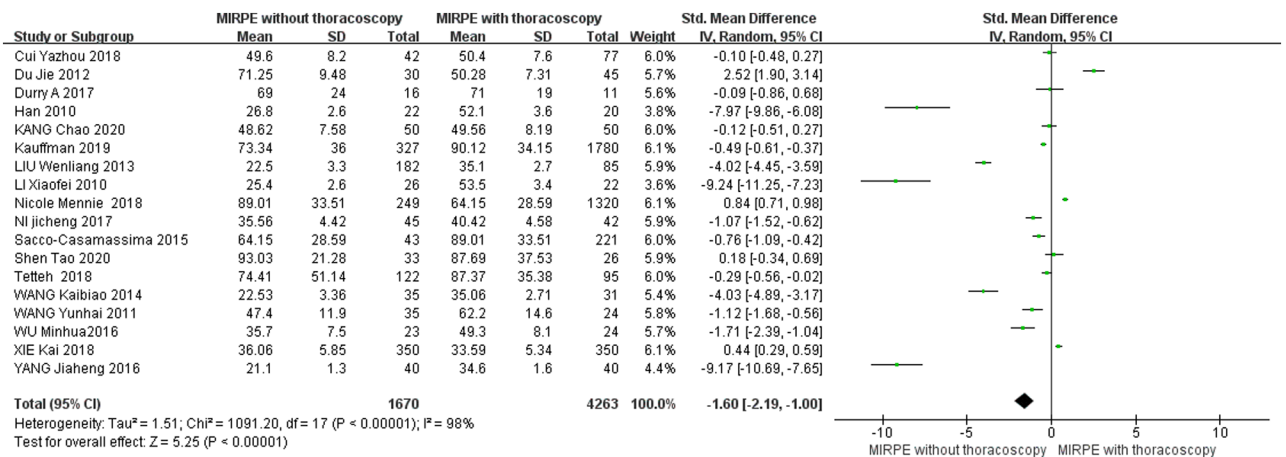 MIRPE without thoracoscopy MIRPE with thoracoscopy Std. Mean Difference Std. Mean Difference
Study or Subgroup Mean SD Total Mean SD Total Weight IV, Random, 95% CI IV, Random, 95% CI
Cui Yazhou 2018 49.6 8.2 42 50.4 7.6 77 6.0% -0.10 [-0.48, 0.27]
Du Jie 2012 71.25 9.48 30 50.28 7.31 45 5.7% 2.52 [1.90, 3.14]
Durry A 2017 69 24 16 71 19 11 5.6% -0.09 [-0.86, 0.68]
Han 2010 26.8 2.6 22 52.1 3.6 20 3.8% -7.97 [-9.86, -6.08]
KANG Chao 2020 48.62 7.58 50 49.56 8.19 50 6.0% -0.12 [-0.51, 0.27]
Kauffman 2019 73.34 36 327 90.12 34.15 1780 6.1% -0.49 [-0.61, -0.37]
LIU Wenliang 2013 22.5 3.3 182 35.1 2.7 85 5.9% -4.02 [-4.45, -3.59]
LI Xiaofei 2010 25.4 2.6 26 53.5 3.4 22 3.6% -9.24 [-11.25, -7.23]
Nicole Mennie 2018 89.01 33.51 249 64.15 28.59 1320 6.1% 0.84 [0.71, 0.98]
NI jicheng 2017 35.56 4.42 45 40.42 4.58 42 5.9% -1.07 [-1.52, -0.62]
Sacco-Casamassima 2015 64.15 28.59 43 89.01 33.51 221 6.0% -0.76 [-1.09, -0.42]
Shen Tao 2020 93.03 21.28 33 87.69 37.53 26 5.9% 0.18 [-0.34, 0.69]
Tetteh 2018 74.41 51.14 122 87.37 35.38 95 6.0% -0.29 [-0.56, -0.02]
WANG Kaibiao 2014 22.53 3.36 35 35.06 2.71 31 5.4% -4.03 [-4.89, -3.17]
WANG Yunhai 2011 47.4 11.9 35 62.2 14.6 24 5.8% -1.12 [-1.68, -0.56]
WU Minhua2016 35.7 7.5 23 49.3 8.1 24 5.7% -1.71 [-2.39, -1.04]
XIE Kai 2018 36.06 5.85 350 33.59 5.34 350 6.1% 0.44 [0.29, 0.59]
YANG Jiaheng 2016 21.1 1.3 40 34.6 1.6 40 4.4% -9.17 [-10.69, -7.65]
Total (95% CI) 1670 4263 100.0% -1.60 [-2.19, -1.00]
Heterogeneity: Tau² = 1.51; Chi² = 1091.20, df = 17 (P < 0.00001); I² = 98%
Test for overall effect: Z = 5.25 (P < 0.00001)
-10 -5 0 5 10
MIRPE without thoracoscopy MIRPE with thoracoscopy